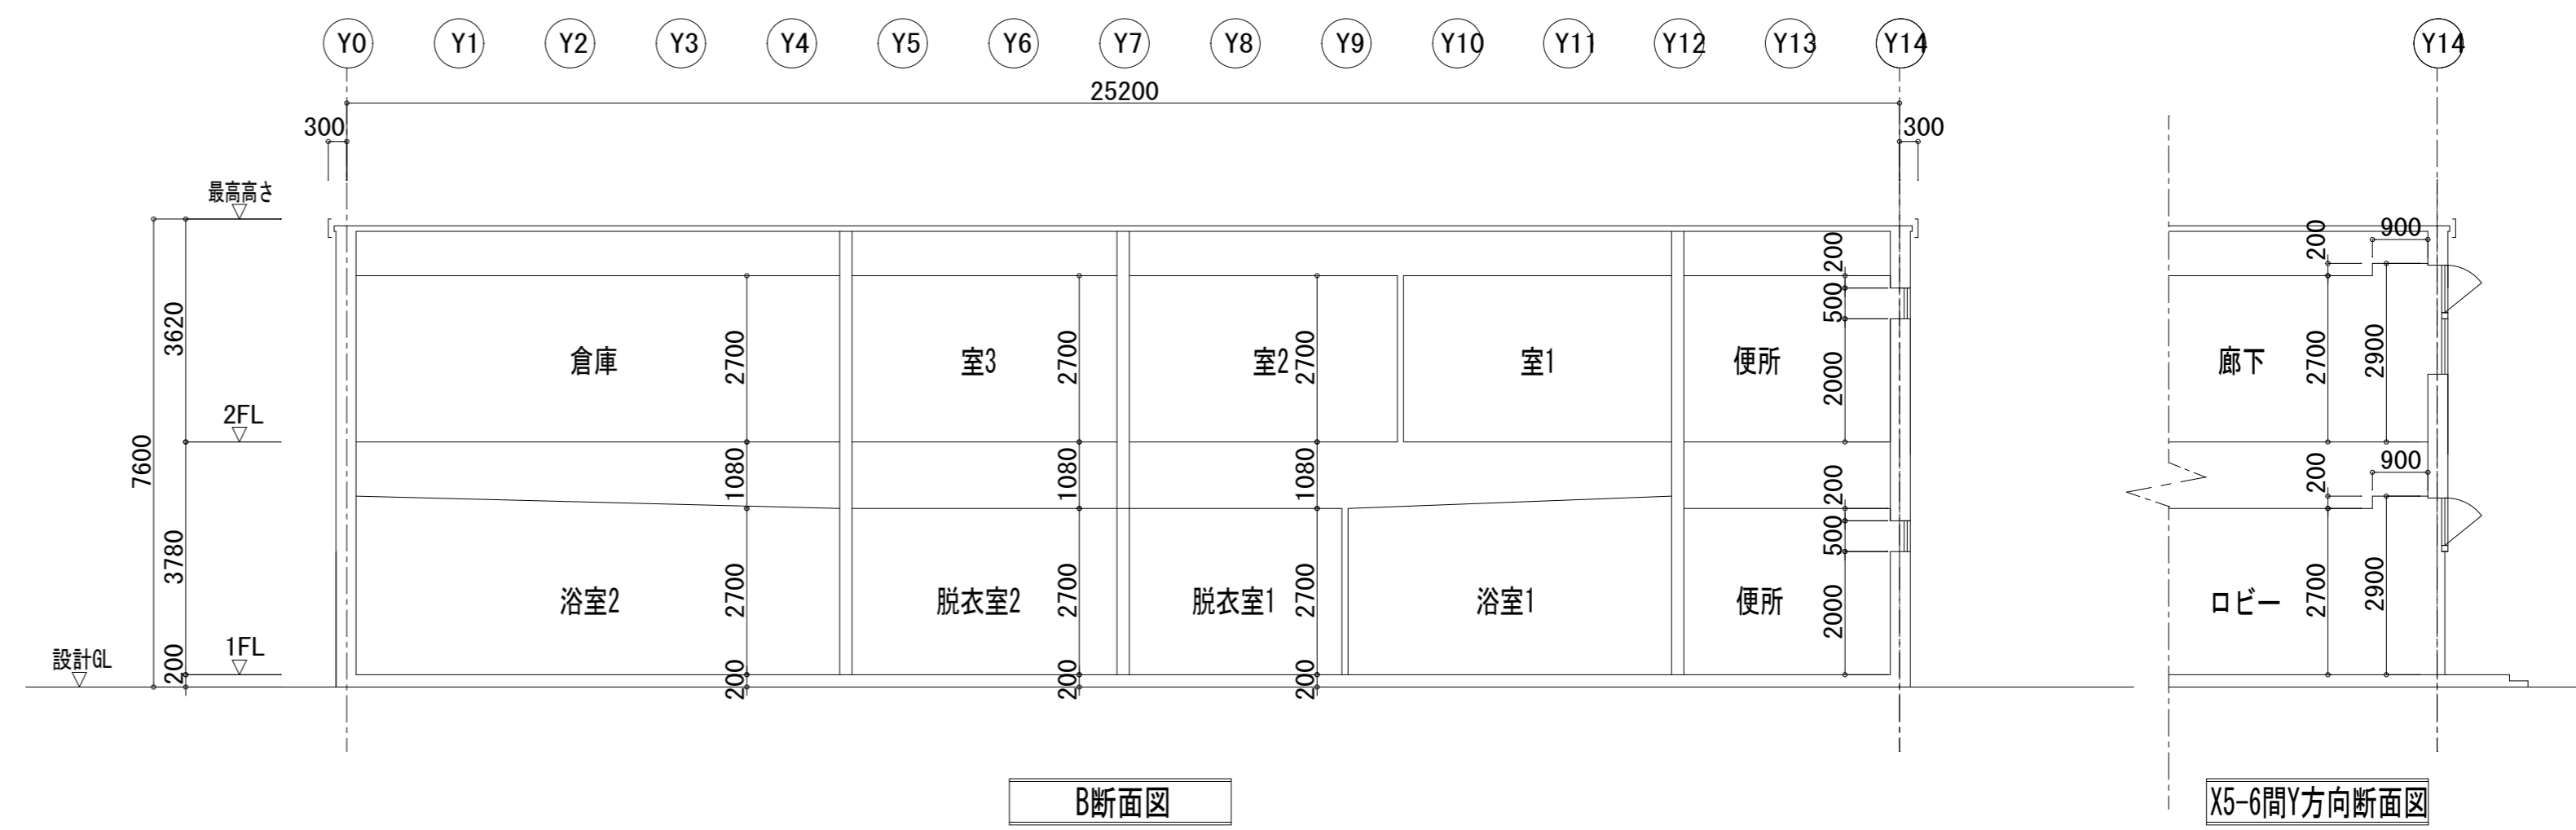 Y0 Y1 Y2 Y3 Y4 Y5 Y6 Y7 Y8 Y9 Y10 Y11 Y12 Y13 Y14 Y14
25200
300 300
最高高さ
200 200 900
500
3620 倉庫 2700 室3 2700 室2 2700 室1 便所 2000 廊下 2700 2900
2FL
7600
1080 1080 1080 200 200 900
500
3780 浴室2 2700 脱衣室2 2700 脱衣室1 2700 浴室1 便所 2000 ロビー 2700 2900
設計GL 200 1FL 200 200 200
B断面図 X5-6間Y方向断面図